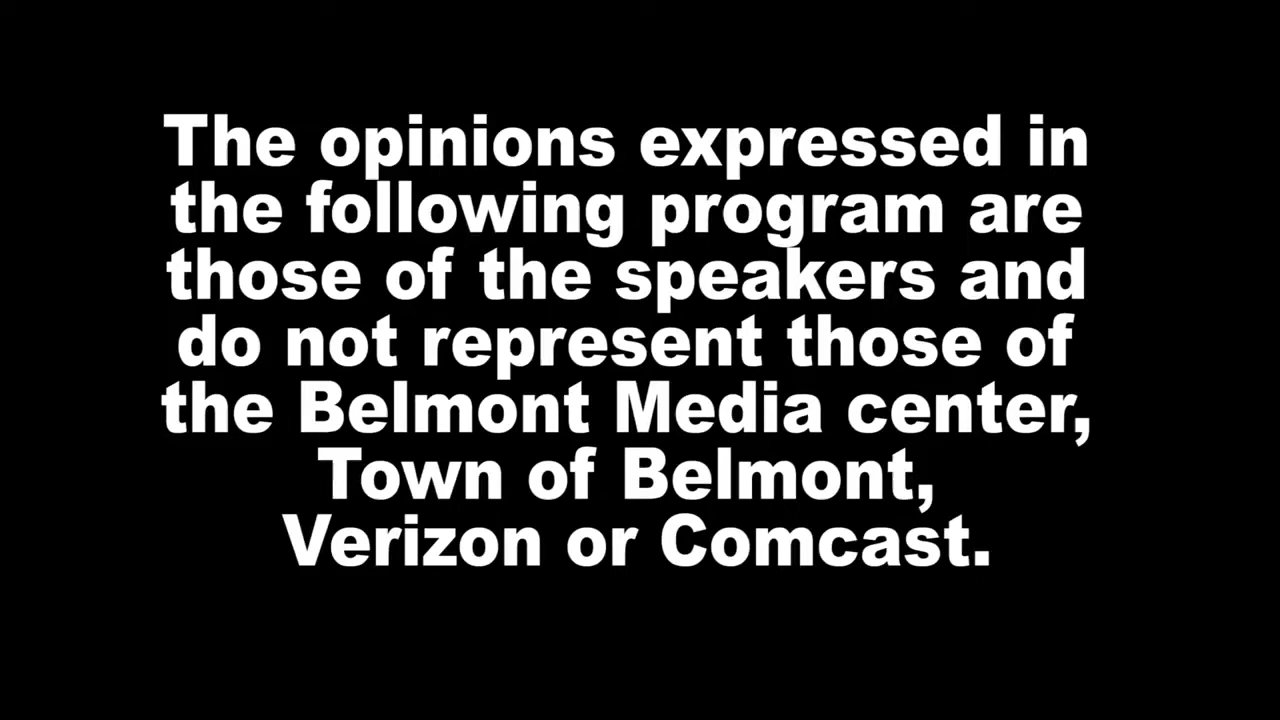 The opinions expressed in
the following program are
those of the speakers and
do not represent those of
the Belmont Media center,
Town of Belmont,
Verizon or Comcast.